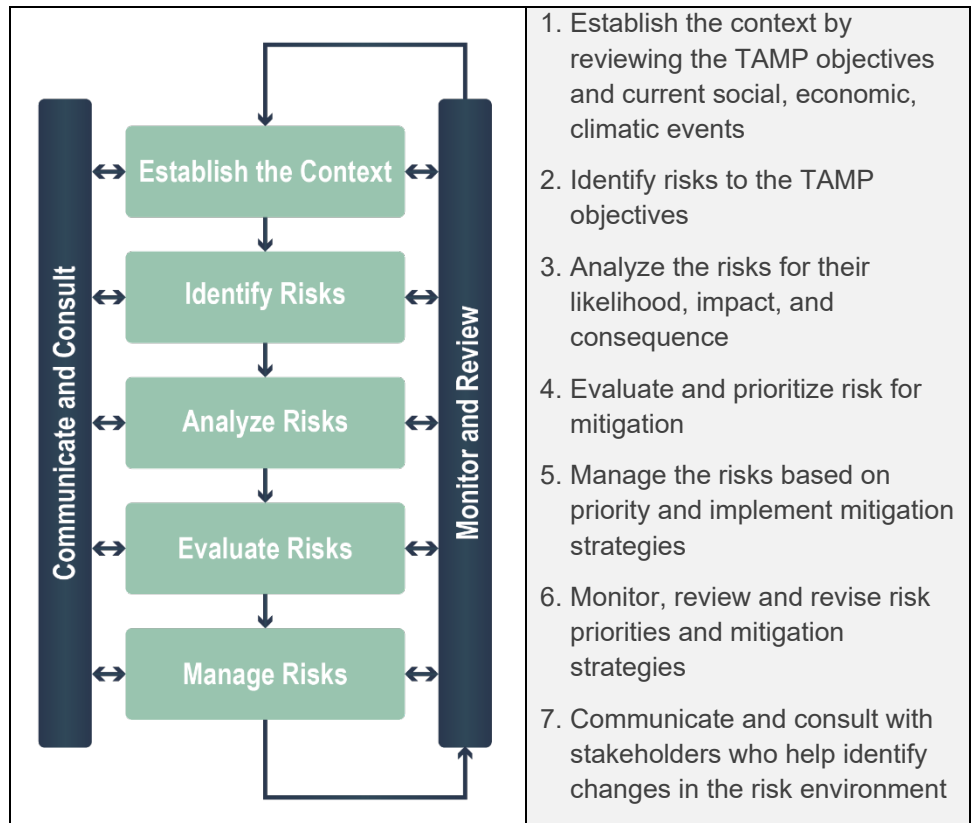 Communicate and Consult
Establish the Context
Identify Risks
Analyze Risks
Evaluate Risks
Manage Risks
Monitor and Review
1. Establish the context by
reviewing the TAMP objectives
and current social, economic,
climatic events
2. Identify risks to the TAMP
objectives
3. Analyze the risks for their
likelihood, impact, and
consequence
4. Evaluate and prioritize risk for
mitigation
5. Manage the risks based on
priority and implement mitigation
strategies
6. Monitor, review and revise risk
priorities and mitigation
strategies
7. Communicate and consult with
stakeholders who help identify
changes in the risk environment